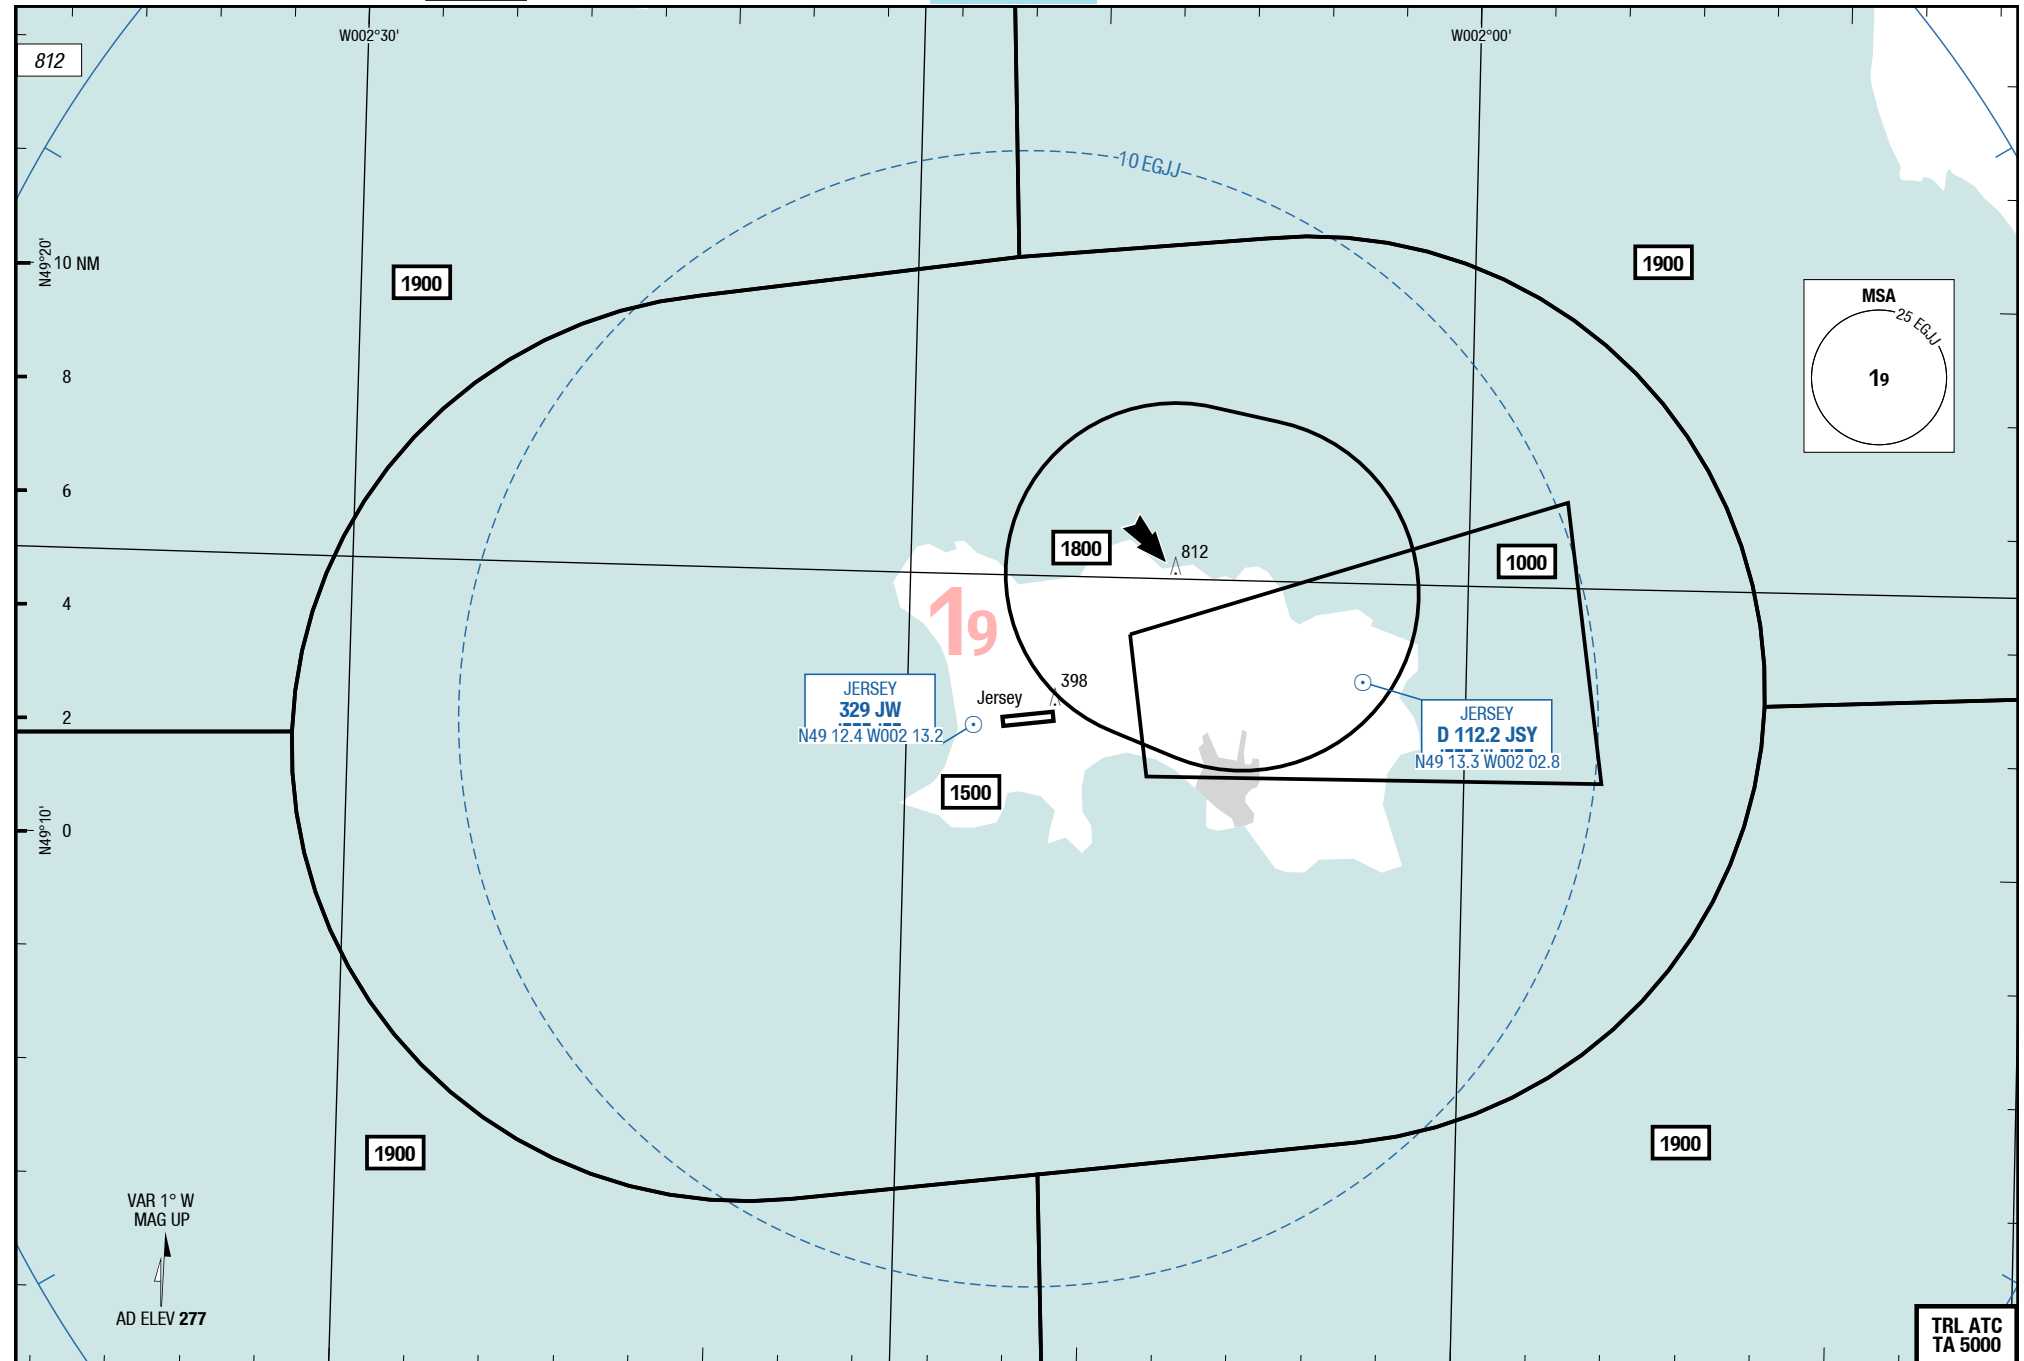 W002°30'
W002°00'
812
10 EGJJ
N49°20'
10 NM
1900
1900
MSA
25 EGJJ
19
8
6
1800
812
1000
4
19
398
Jersey
JERSEY
329 JW
N49 12.4 W002 13.2
JERSEY
D 112.2 JSY
N49 13.3 W002 02.8
2
1500
N49°10'
0
1900
1900
VAR 1° W
MAG UP
AD ELEV 277
TRL ATC
TA 5000